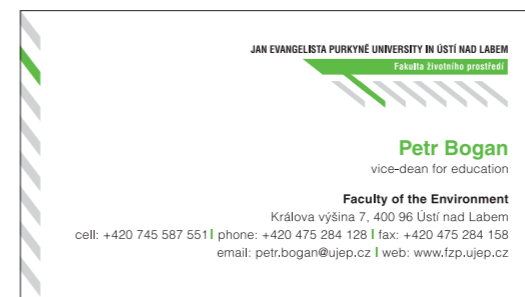 JAN EVANGELISTA PURKYNĚ UNIVERSITY IN ÚSTÍ NAD LABEM
Fakulta životního prostředí
Petr Bogan
vice-dean for education
Faculty of the Environment
Králova výšina 7, 400 96 Ústí nad Labem
cell: +420 745 587 551 | phone: +420 475 284 128 | fax: +420 475 284 158
email: petr.bogan@ujep.cz | web: www.fzp.ujep.cz